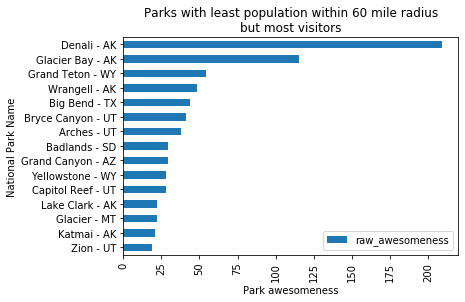 Parks with least population within 60 mile radius
but most visitors
National Park Name
Denali - AK
Glacier Bay - AK
Grand Teton - WY
Wrangell - AK
Big Bend - TX
Bryce Canyon - UT
Arches - UT
Badlands - SD
Grand Canyon - AZ
Yellowstone - WY
Capitol Reef - UT
Lake Clark - AK
Glacier - MT
Katmai - AK
Zion - UT
raw_awesomeness
0
25
50
75
100
125
150
175
200
Park awesomeness